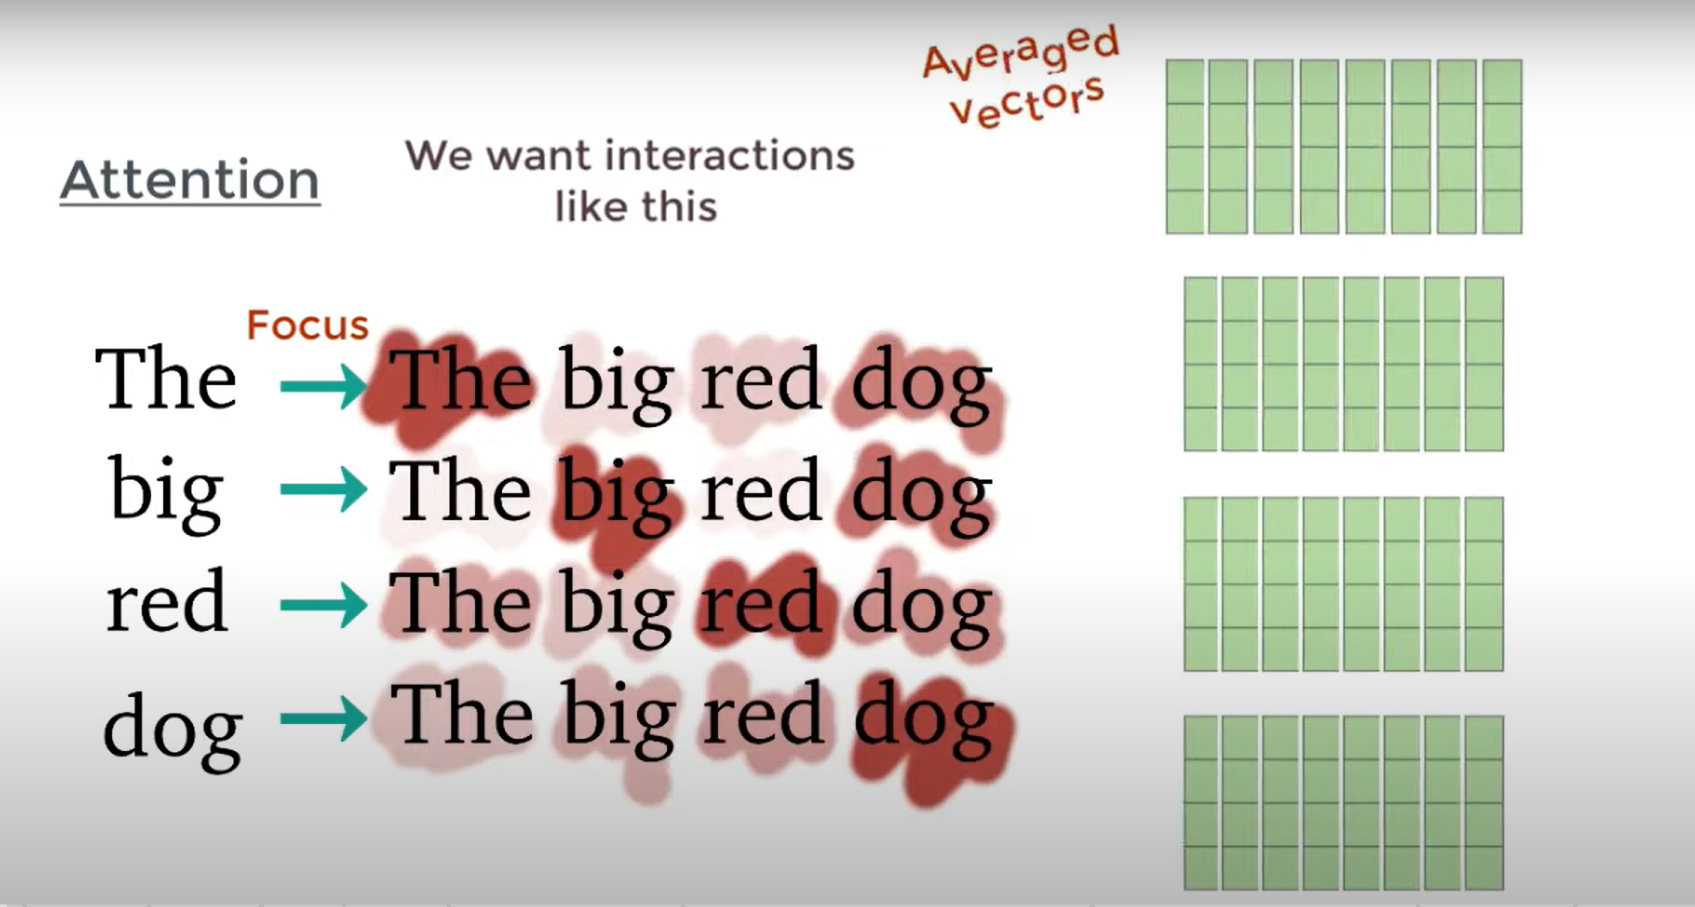 Averaged
vectors
Attention
We want interactions
like this
Focus
The The big red dog
big The big red dog
red The big red dog
dog The big red dog